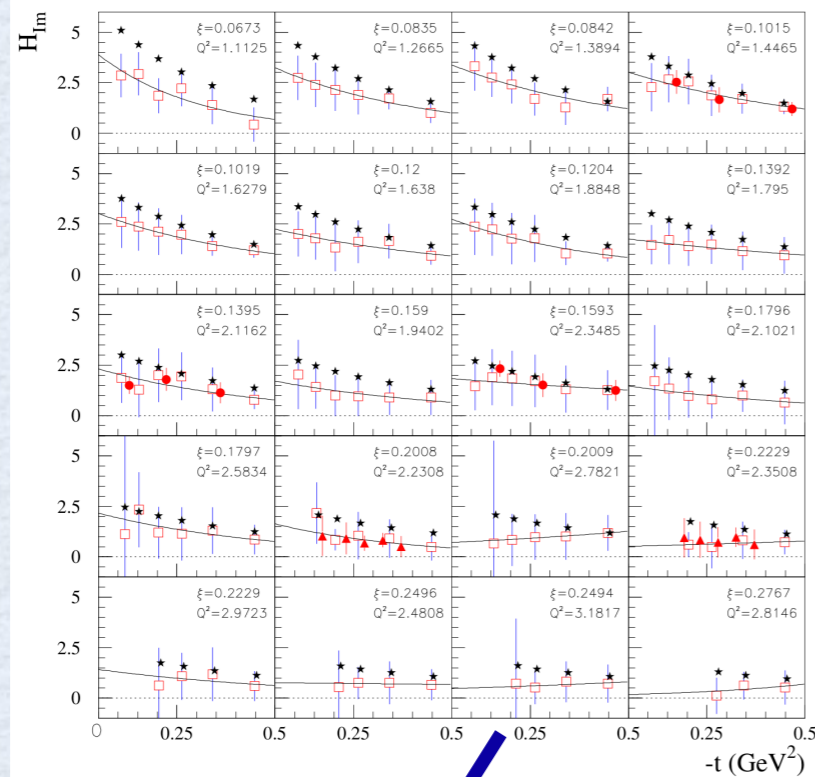 H_Im
5 ξ=0.0673 ξ=0.0835 ξ=0.0842 ξ=0.1015
Q²=1.1125 Q²=1.2665 Q²=1.3894 Q²=1.4465
2.5
0
5 ξ=0.1019 ξ=0.12 ξ=0.1204 ξ=0.1392
Q²=1.6279 Q²=1.638 Q²=1.8848 Q²=1.795
2.5
0
5 ξ=0.1395 ξ=0.159 ξ=0.1593 ξ=0.1796
Q²=2.1162 Q²=1.9402 Q²=2.3485 Q²=2.1021
2.5
0
5 ξ=0.1797 ξ=0.2008 ξ=0.2009 ξ=0.2229
Q²=2.5834 Q²=2.2308 Q²=2.7821 Q²=2.3508
2.5
0
5 ξ=0.2229 ξ=0.2496 ξ=0.2494 ξ=0.2767
Q²=2.9723 Q²=2.4808 Q²=3.1817 Q²=2.8146
2.5
0
0 0.25 0.5 0.25 0.5 0.25 0.5 0.25 0.5
-t (GeV²)